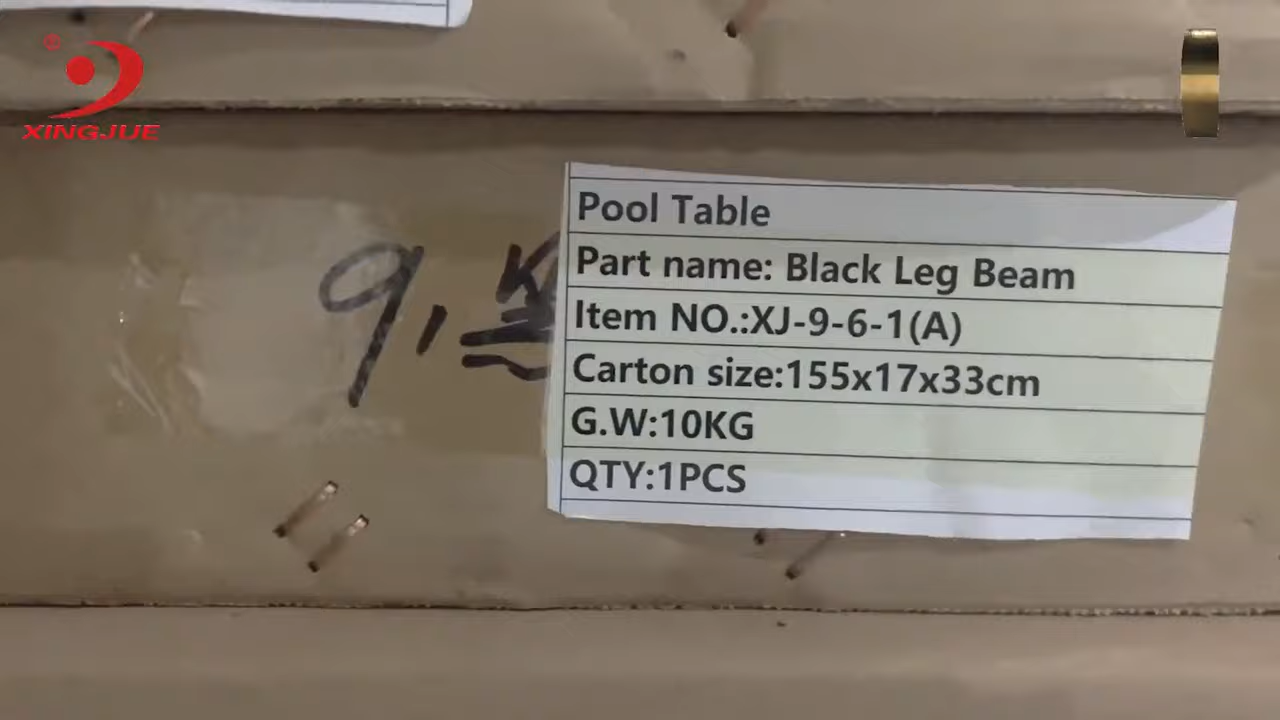 XINGJUE
9.
Pool Table
Part name: Black Leg Beam
Item NO.:XJ-9-6-1(A)
Carton size:155x17x33cm
G.W:10KG
QTY:1PCS